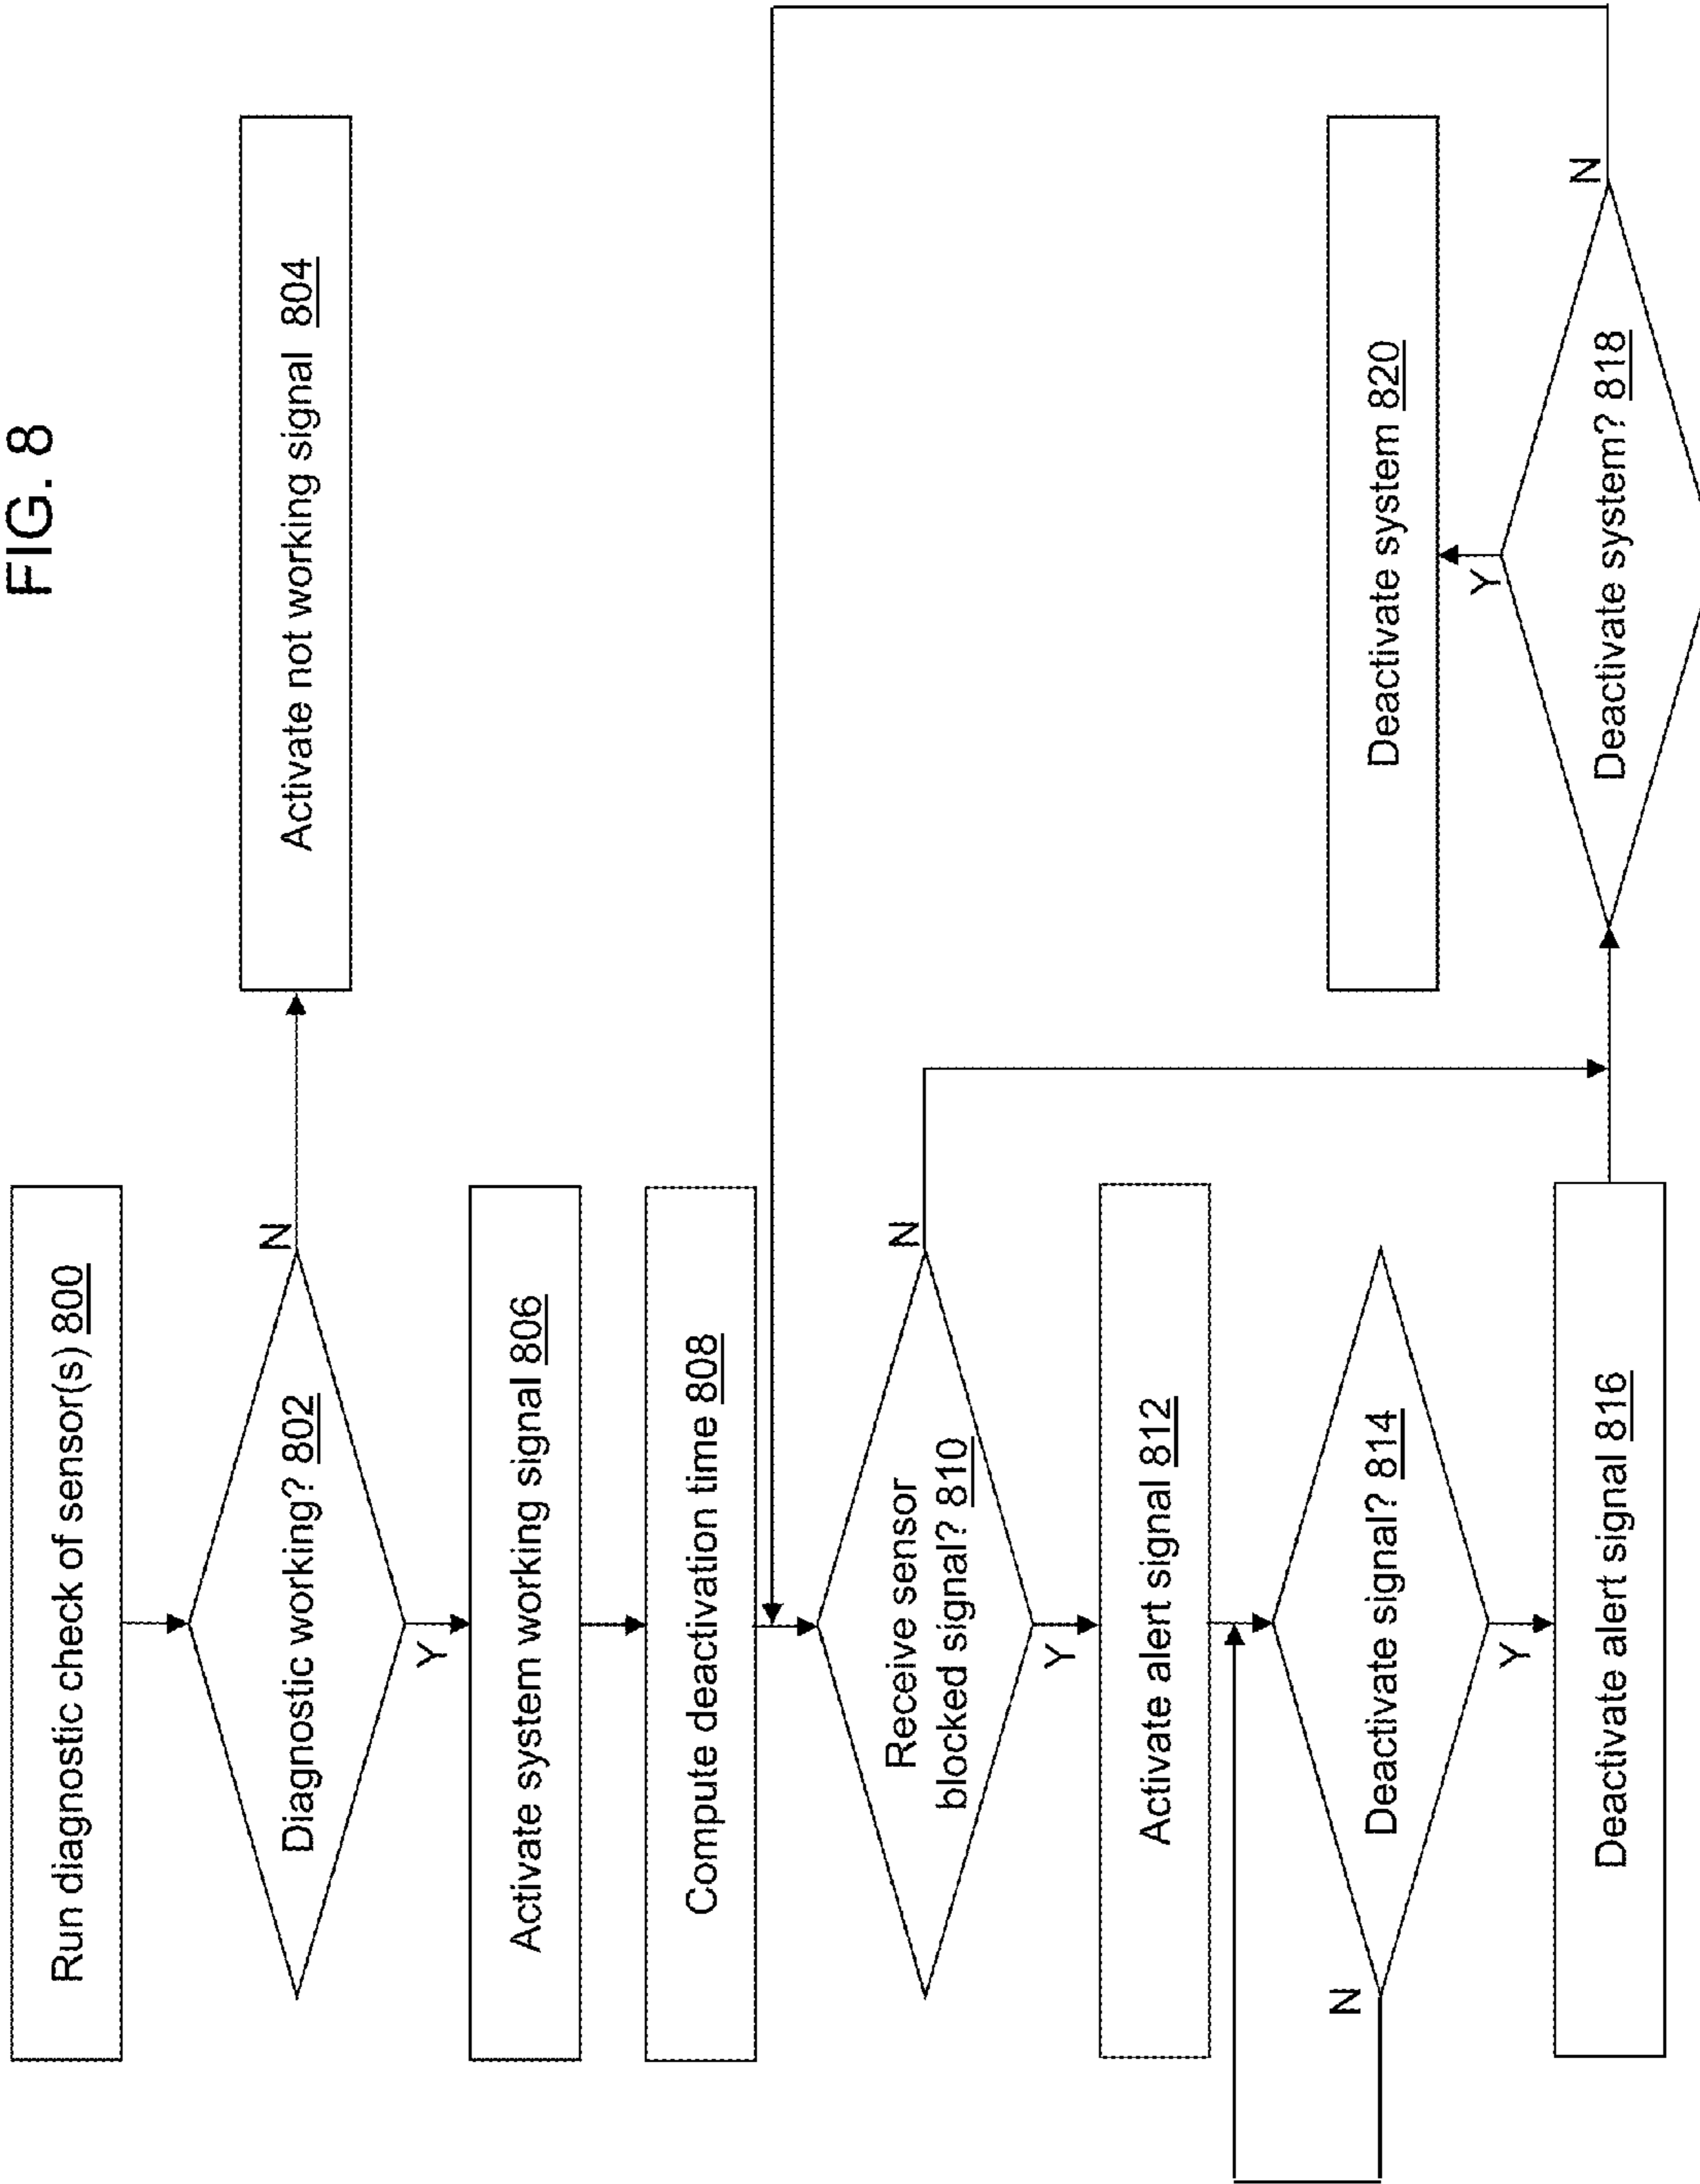 FIG. 8
Run diagnostic check of sensor(s) 800
Diagnostic working? 802
N
Activate not working signal 804
Y
Activate system working signal 806
Compute deactivation time 808
Receive sensor
blocked signal? 810
N
Y
Activate alert signal 812
Deactivate signal? 814
N
Y
Deactivate alert signal 816
Deactivate system 820
Y
Deactivate system? 818
N